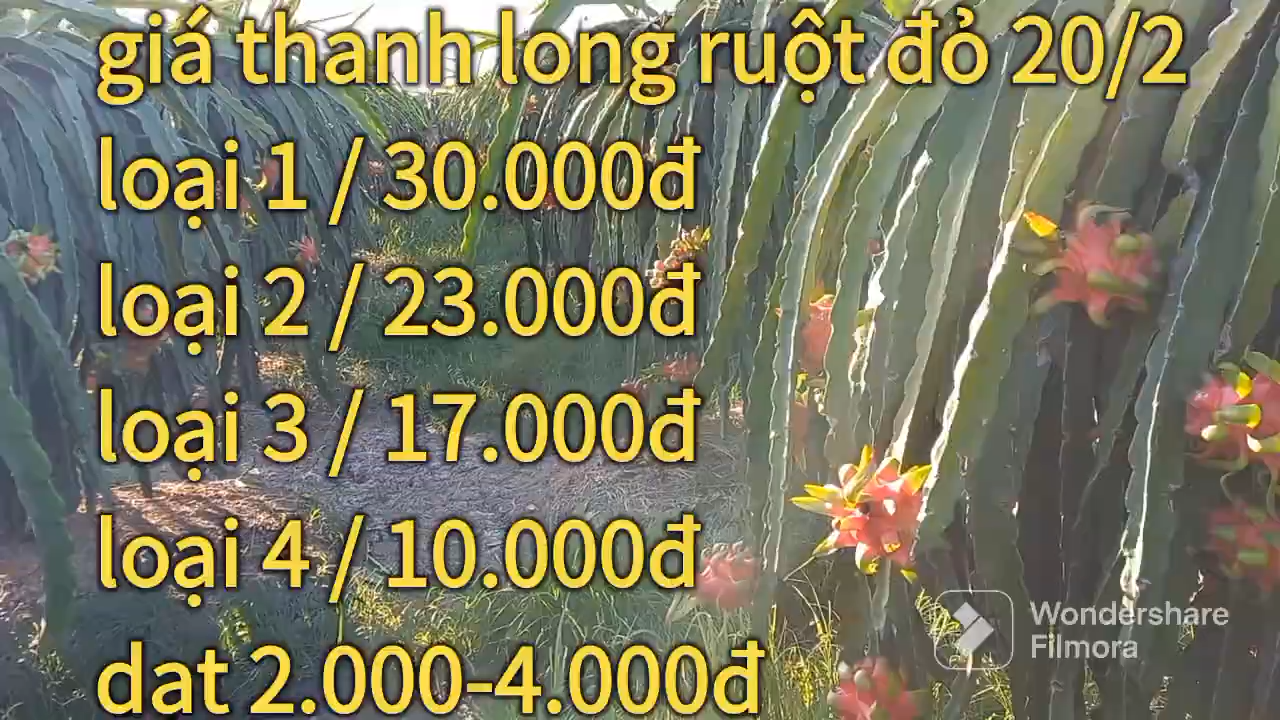 giá thanh long ruột đỏ 20/2
loại 1 / 30.000đ
loại 2 / 23.000đ
loại 3 / 17.000đ
loại 4 / 10.000đ
dạt 2.000-4.000đ
Wondershare
Filmora